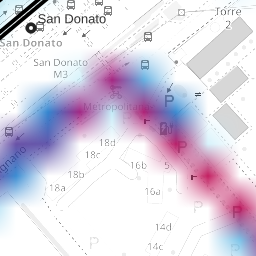 San Donato
Torre
2
San Donato
San Donato
M3
Metropolitana
P
18d
18c
16b
5
18b
18a
16a
P
P
14d
14c
P
P